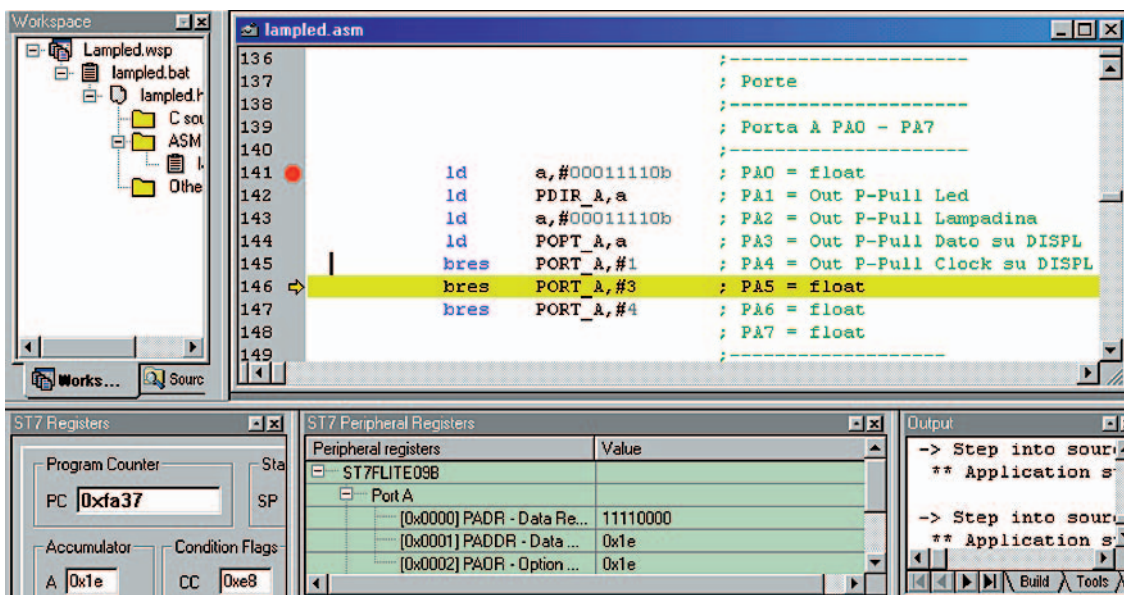 Workspace
Lampled.wsp
lampled.bat
lampled.h
C sou
ASM
Othe
Works...
Sourc
lampled.asm
136 ;----------------------
137 ; Porte
138 ;----------------------
139 ; Porta A PA0 - PA7
140 ;----------------------
141 ld a,#00011110b ; PA0 = float
142 ld PDIR_A,a ; PA1 = Out P-Pull Led
143 ld a,#00011110b ; PA2 = Out P-Pull Lampadina
144 ld POPT_A,a ; PA3 = Out P-Pull Dato su DISPL
145 bres PORT_A,#1 ; PA4 = Out P-Pull Clock su DISPL
146 bres PORT_A,#3 ; PA5 = float
147 bres PORT_A,#4 ; PA6 = float
148 ; PA7 = float
149 ;--------------------
ST7 Registers
Program Counter
Sta
PC 0xfa37
SP
Accumulator
Condition Flags
A 0x1e
CC 0xe8
ST7 Peripheral Registers
Peripheral registers Value
ST7FLITE09B
Port A
[0x0000] PADR - Data Re... 11110000
[0x0001] PADDR - Data ... 0x1e
[0x0002] PAOR - Option ... 0x1e
Output
-> Step into sour
** Application s
-> Step into sour
** Application s
Build Tools